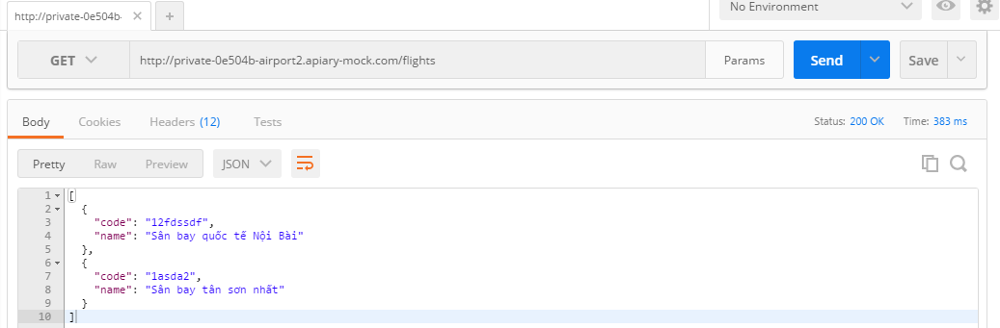 http://private-0e504b- No Environment
GET http://private-0e504b-airport2.apiary-mock.com/flights Params Send Save
Body Cookies Headers (12) Tests Status: 200 OK Time: 383 ms
Pretty Raw Preview JSON
1 [
2 {
3 "code": "12fdssdf",
4 "name": "Sân bay quốc tế Nội Bài"
5 },
6 {
7 "code": "1asda2",
8 "name": "Sân bay tân sơn nhất"
9 }
10 ]